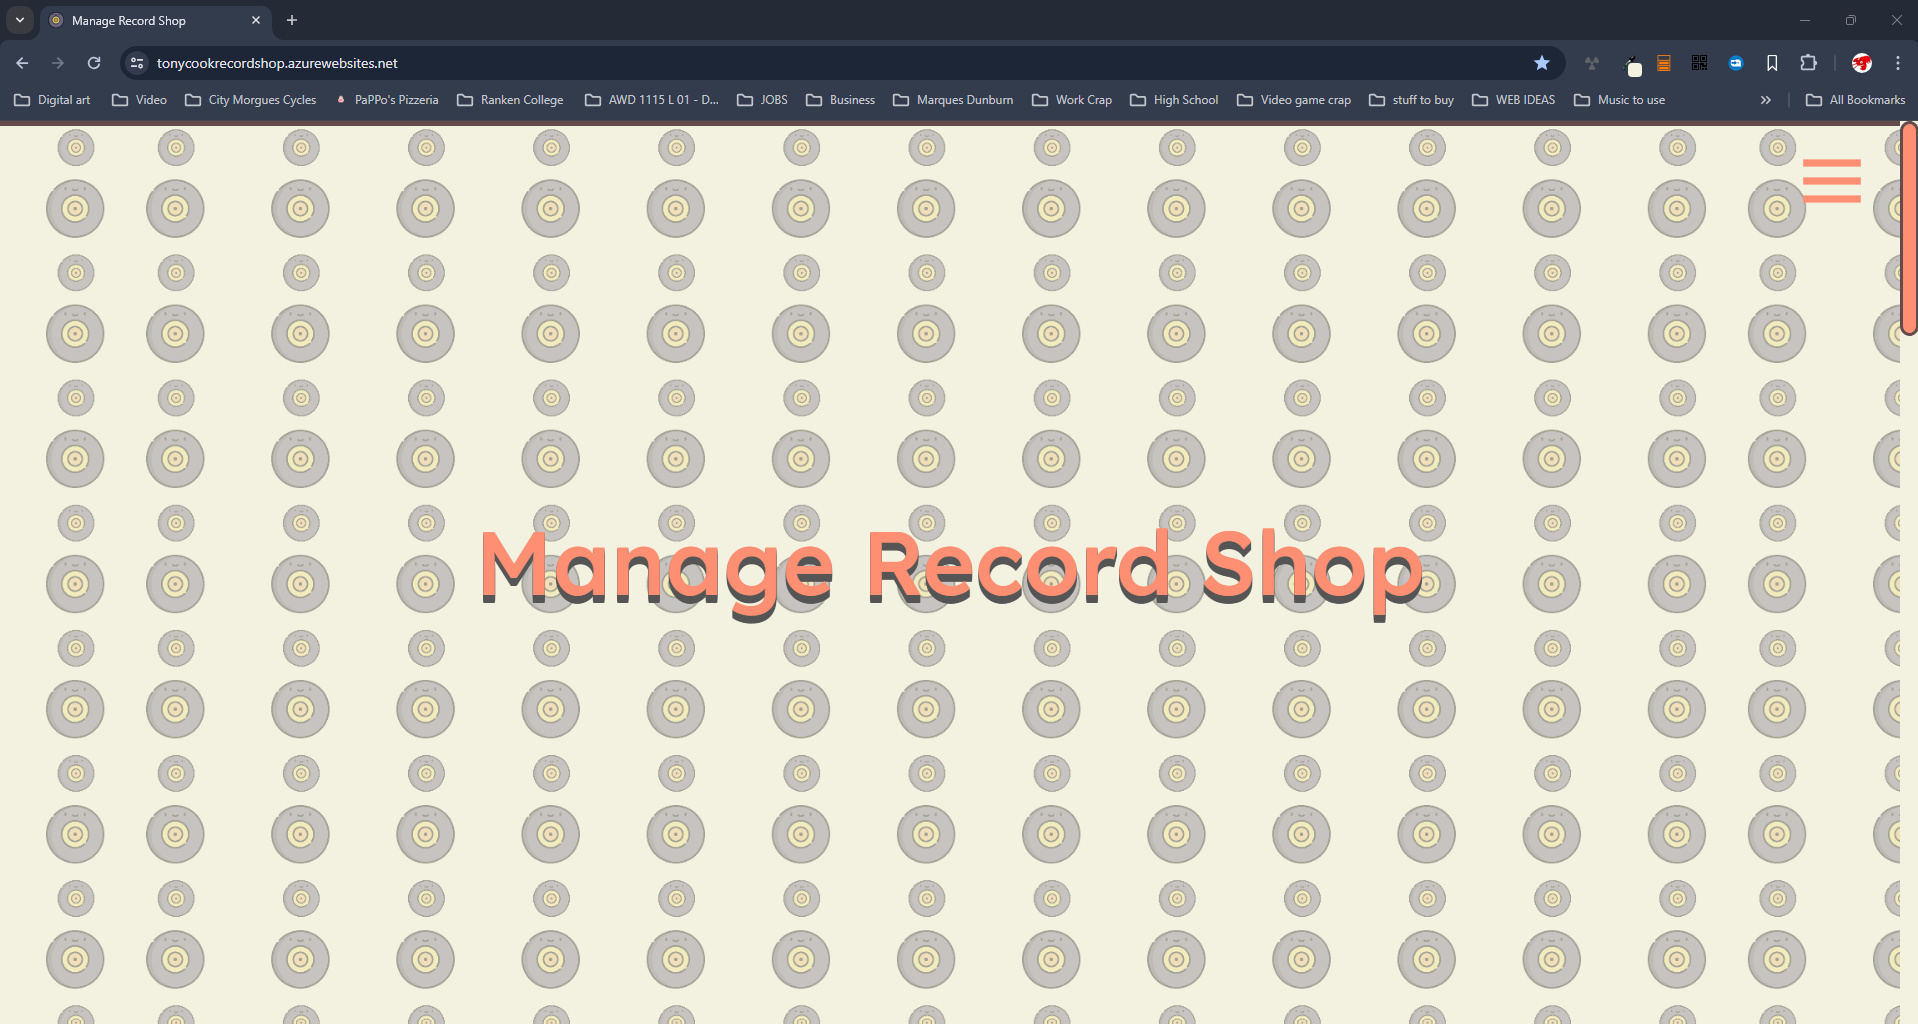 Manage Record Shop
tonycookrecordshop.azurewebsites.net
Digital art Video City Morgues Cycles PaPPo's Pizzeria Ranken College AWD 1115 L 01 - D... JOBS Business Marques Dunburn Work Crap High School Video game crap stuff to buy WEB IDEAS Music to use All Bookmarks
Manage Record Shop